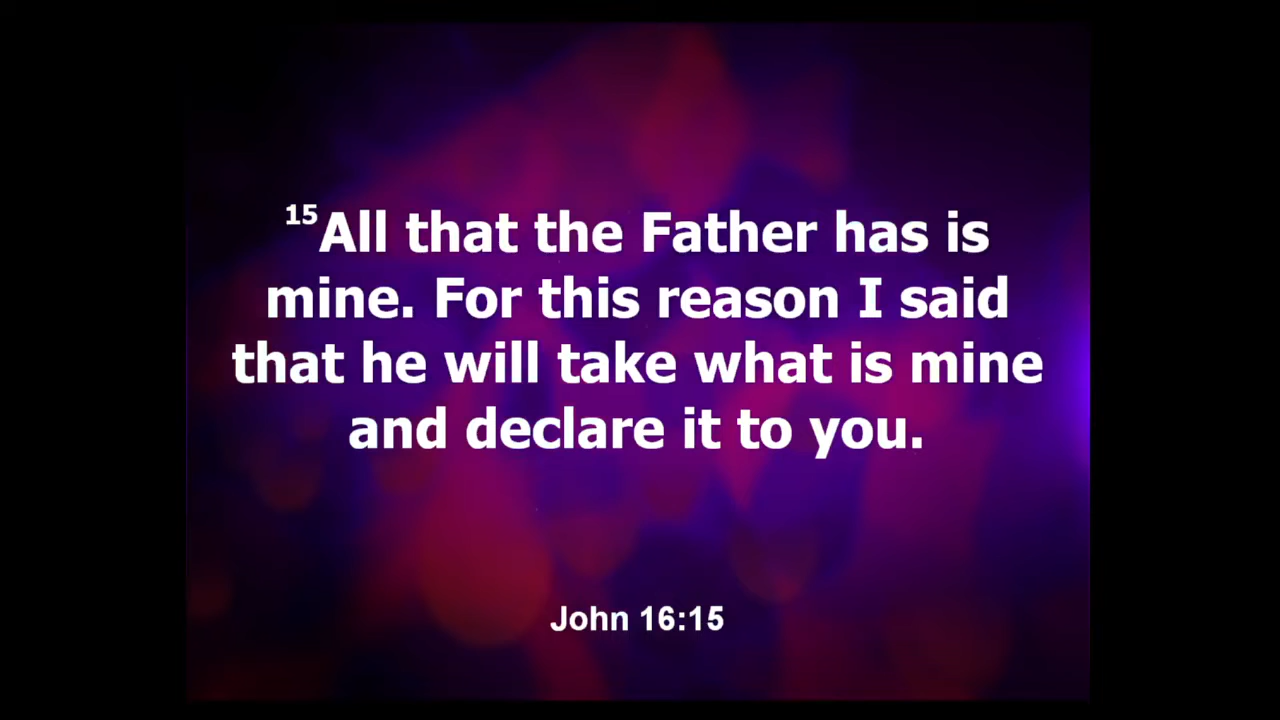 15All that the Father has is
mine. For this reason I said
that he will take what is mine
and declare it to you.
John 16:15